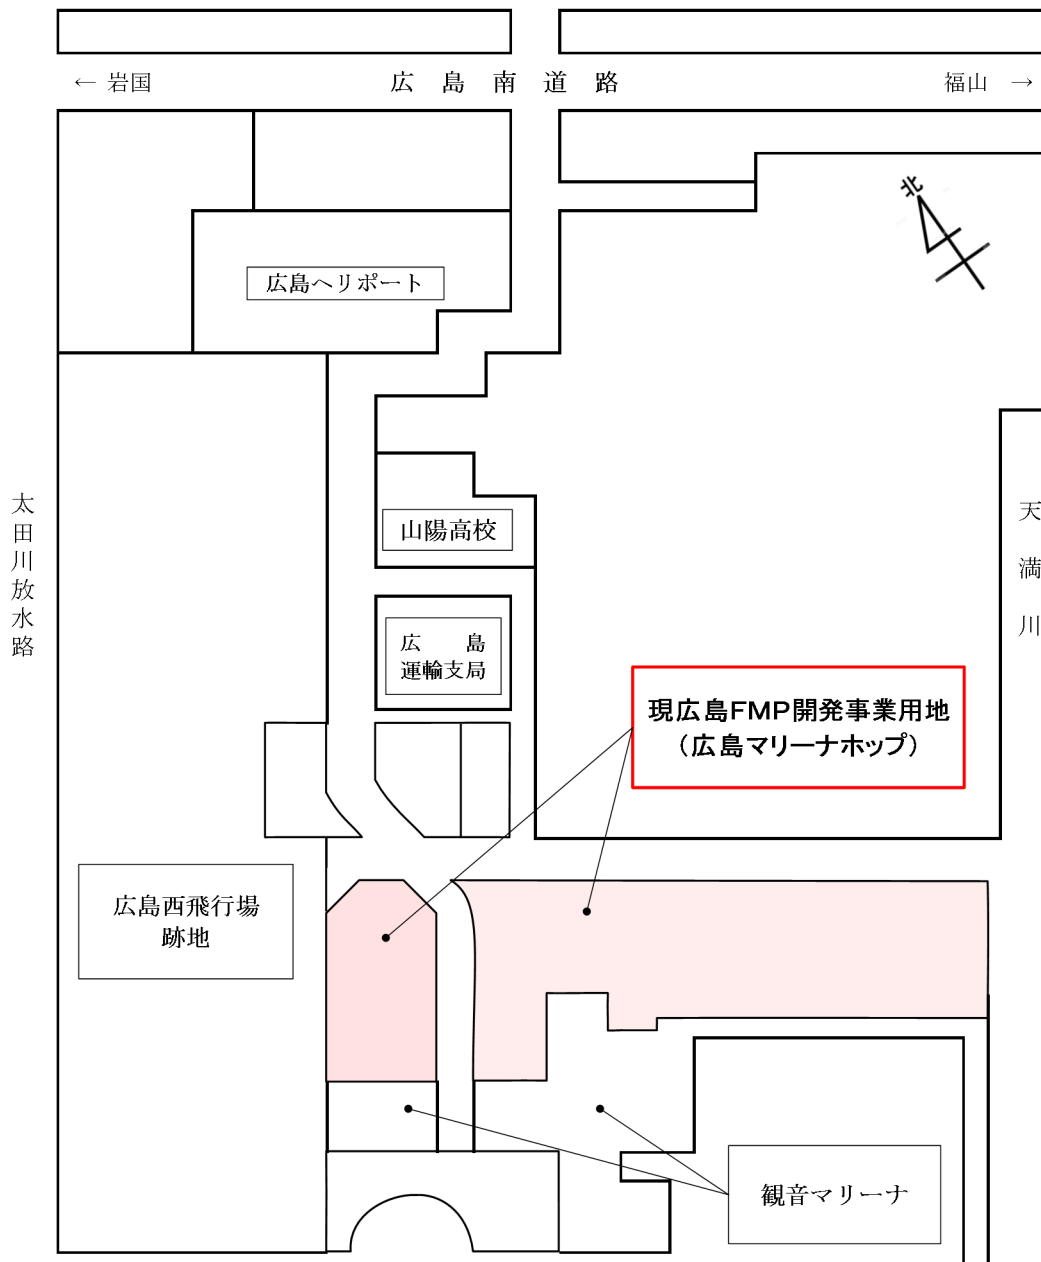 ← 岩国
広島南道路
福山 →
北
広島ヘリポート
太田川放水路
天満川
山陽高校
広島
運輸支局
現広島FMP開発事業用地
（広島マリーナホップ）
広島西飛行場
跡地
観音マリーナ